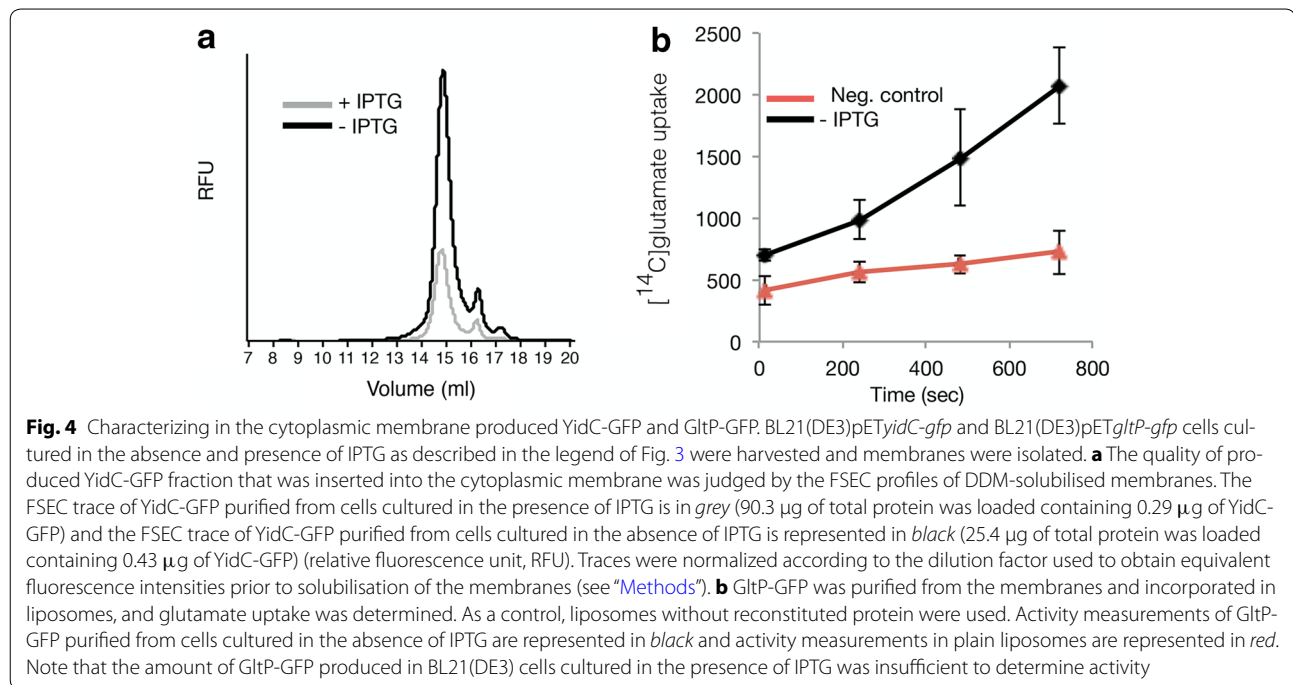 a
+ IPTG
- IPTG
RFU
7 8 9 10 11 12 13 14 15 16 17 18 19 20
Volume (ml)
b
[14C]glutamate uptake
2500
2000
1500
1000
500
0
Neg. control
- IPTG
0 200 400 600 800
Time (sec)
Fig. 4 Characterizing in the cytoplasmic membrane produced YidC-GFP and GltP-GFP. BL21(DE3)pETyidC-gfp and BL21(DE3)pETgltP-gfp cells cul-
tured in the absence and presence of IPTG as described in the legend of Fig. 3 were harvested and membranes were isolated. a The quality of pro-
duced YidC-GFP fraction that was inserted into the cytoplasmic membrane was judged by the FSEC profiles of DDM-solubilised membranes. The
FSEC trace of YidC-GFP purified from cells cultured in the presence of IPTG is in grey (90.3 µg of total protein was loaded containing 0.29 µg of YidC-
GFP) and the FSEC trace of YidC-GFP purified from cells cultured in the absence of IPTG is represented in black (25.4 µg of total protein was loaded
containing 0.43 µg of YidC-GFP) (relative fluorescence unit, RFU). Traces were normalized according to the dilution factor used to obtain equivalent
fluorescence intensities prior to solubilisation of the membranes (see "Methods"). b GltP-GFP was purified from the membranes and incorporated in
liposomes, and glutamate uptake was determined. As a control, liposomes without reconstituted protein were used. Activity measurements of GltP-
GFP purified from cells cultured in the absence of IPTG are represented in black and activity measurements in plain liposomes are represented in red.
Note that the amount of GltP-GFP produced in BL21(DE3) cells cultured in the presence of IPTG was insufficient to determine activity